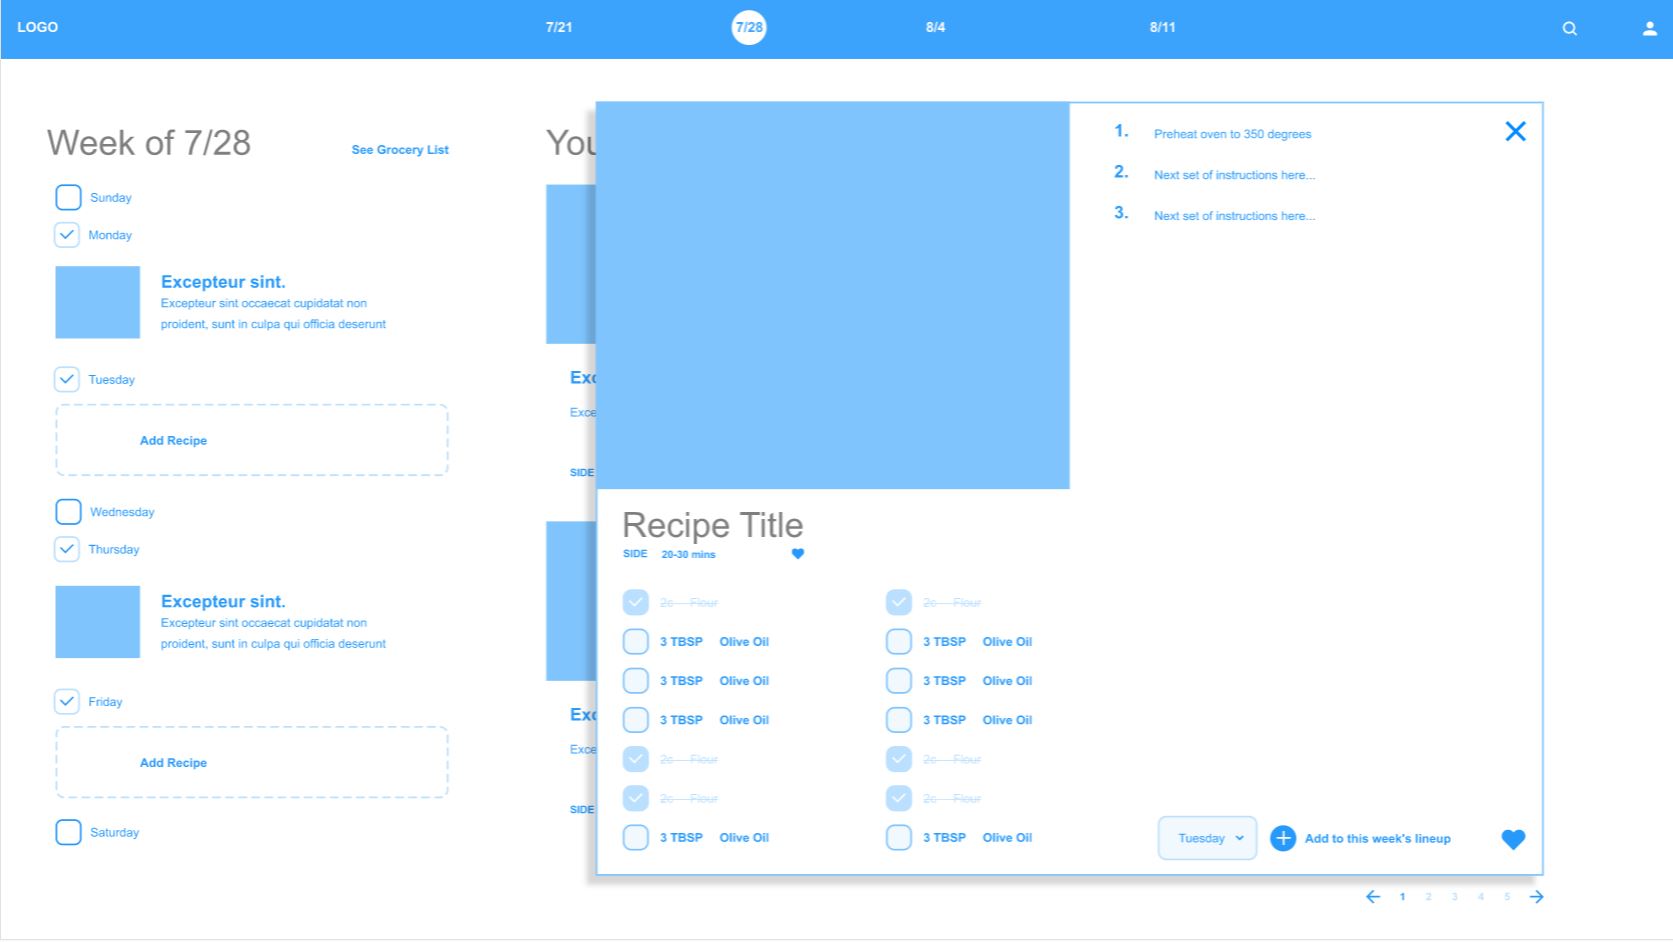 LOGO
7/21
7/28
8/4
8/11
Week of 7/28
See Grocery List
Sunday
Monday
Excepteur sint.
Excepteur sint occaecat cupidatat non
proident, sunt in culpa qui officia deserunt
Tuesday
Add Recipe
Wednesday
Thursday
Excepteur sint.
Excepteur sint occaecat cupidatat non
proident, sunt in culpa qui officia deserunt
Friday
Add Recipe
Saturday
You
Exc
Exce
SIDE
Exc
Exce
SIDE
Recipe Title
SIDE 20-30 mins
2c Flour
3 TBSP Olive Oil
3 TBSP Olive Oil
3 TBSP Olive Oil
2c Flour
2c Flour
3 TBSP Olive Oil
2c Flour
3 TBSP Olive Oil
3 TBSP Olive Oil
3 TBSP Olive Oil
2c Flour
2c Flour
3 TBSP Olive Oil
1. Preheat oven to 350 degrees
2. Next set of instructions here...
3. Next set of instructions here...
Tuesday
Add to this week's lineup
1 2 3 4 5